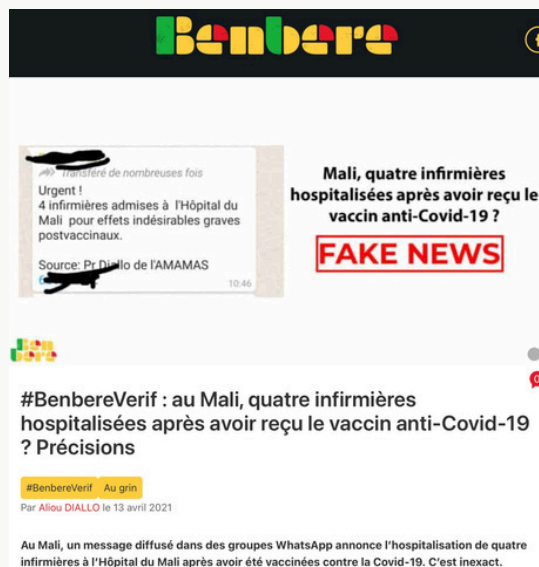 Benbere
Transféré de nombreuses fois
Urgent !
4 infirmières admises à l'Hôpital du
Mali pour effets indésirables graves
postvaccinaux.
Source: Pr Diallo de l'AMAMAS
10:46
Mali, quatre infirmières
hospitalisées après avoir reçu le
vaccin anti-Covid-19 ?
FAKE NEWS
Ben
bere
#BenbereVerif : au Mali, quatre infirmières
hospitalisées après avoir reçu le vaccin anti-Covid-19
? Précisions
#BenbereVerif Au grin
Par Aliou DIALLO le 13 avril 2021
Au Mali, un message diffusé dans des groupes WhatsApp annonce l'hospitalisation de quatre
infirmières à l'Hôpital du Mali après avoir été vaccinées contre la Covid-19. C'est inexact.